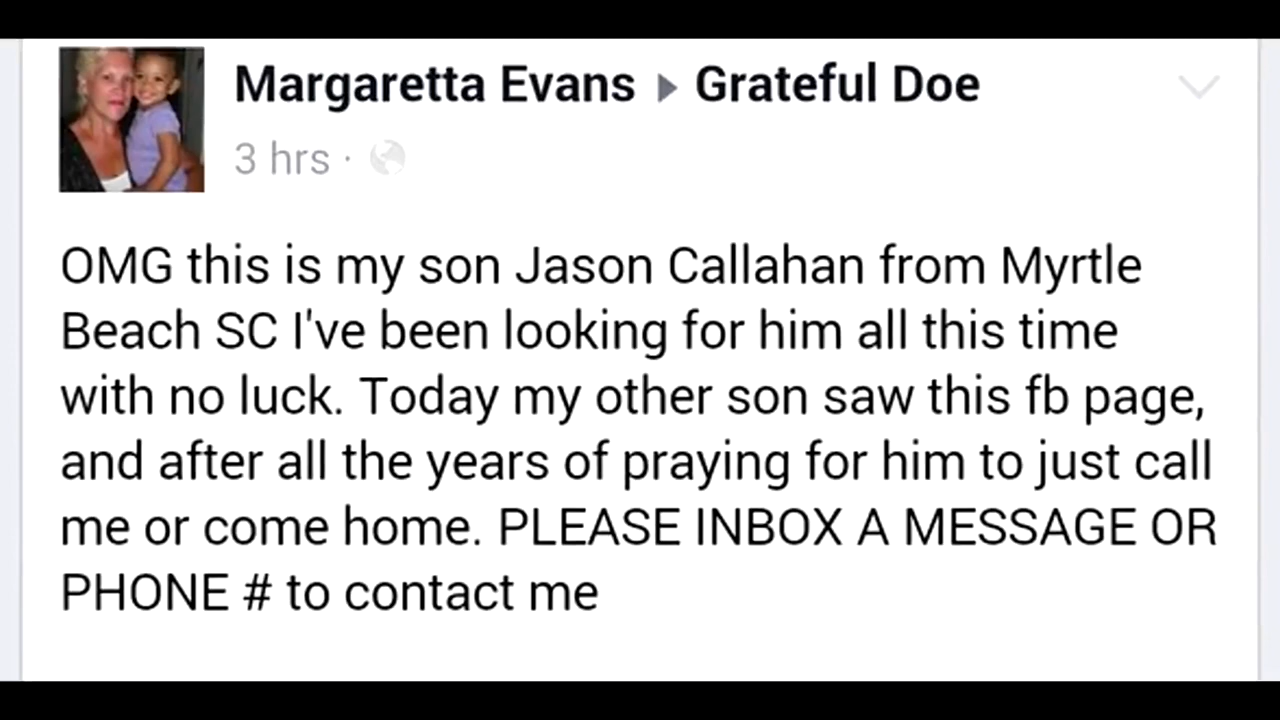 Margaretta Evans ▸ Grateful Doe
3 hrs ·
OMG this is my son Jason Callahan from Myrtle
Beach SC I've been looking for him all this time
with no luck. Today my other son saw this fb page,
and after all the years of praying for him to just call
me or come home. PLEASE INBOX A MESSAGE OR
PHONE # to contact me